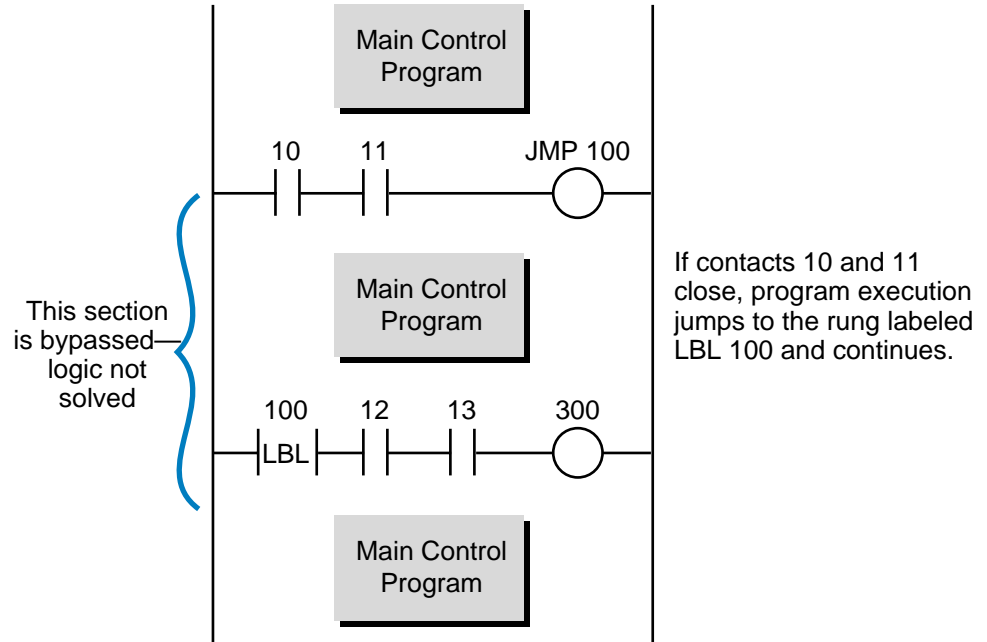 Main Control
Program
10 11 JMP 100
Main Control
Program
If contacts 10 and 11
close, program execution
jumps to the rung labeled
LBL 100 and continues.
This section
is bypassed—
logic not
solved
100 12 13 300
LBL
Main Control
Program